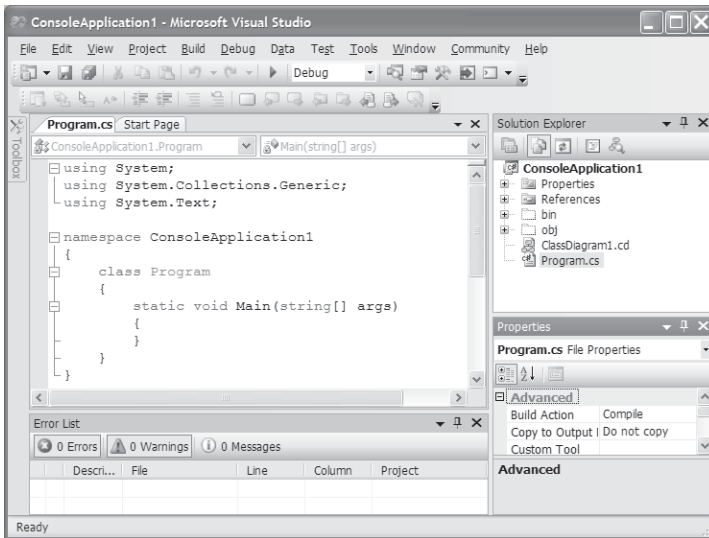 ConsoleApplication1 - Microsoft Visual Studio
File Edit View Project Build Debug Data Test Tools Window Community Help
Debug
Toolbox
Program.cs Start Page
ConsoleApplication1.Program Main(string[] args)
using System;
using System.Collections.Generic;
using System.Text;
namespace ConsoleApplication1
{
class Program
{
static void Main(string[] args)
{
}
}
}
Solution Explorer
ConsoleApplication1
Properties
References
bin
obj
ClassDiagram1.cd
Program.cs
Properties
Program.cs File Properties
Advanced
Build Action Compile
Copy to Output Do not copy
Custom Tool
Advanced
Error List
0 Errors 0 Warnings 0 Messages
Descri... File Line Column Project
Ready